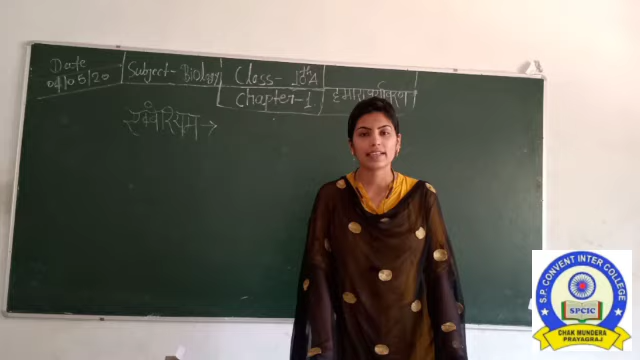 Date
04/05/20
Subject- Biology
Class- 10th A
Chapter-1
हमारा पर्यावरण
→
S.P. CONVENT INTER COLLEGE
SPCIC
CHAK MUNDERA
PRAYAGRAJ